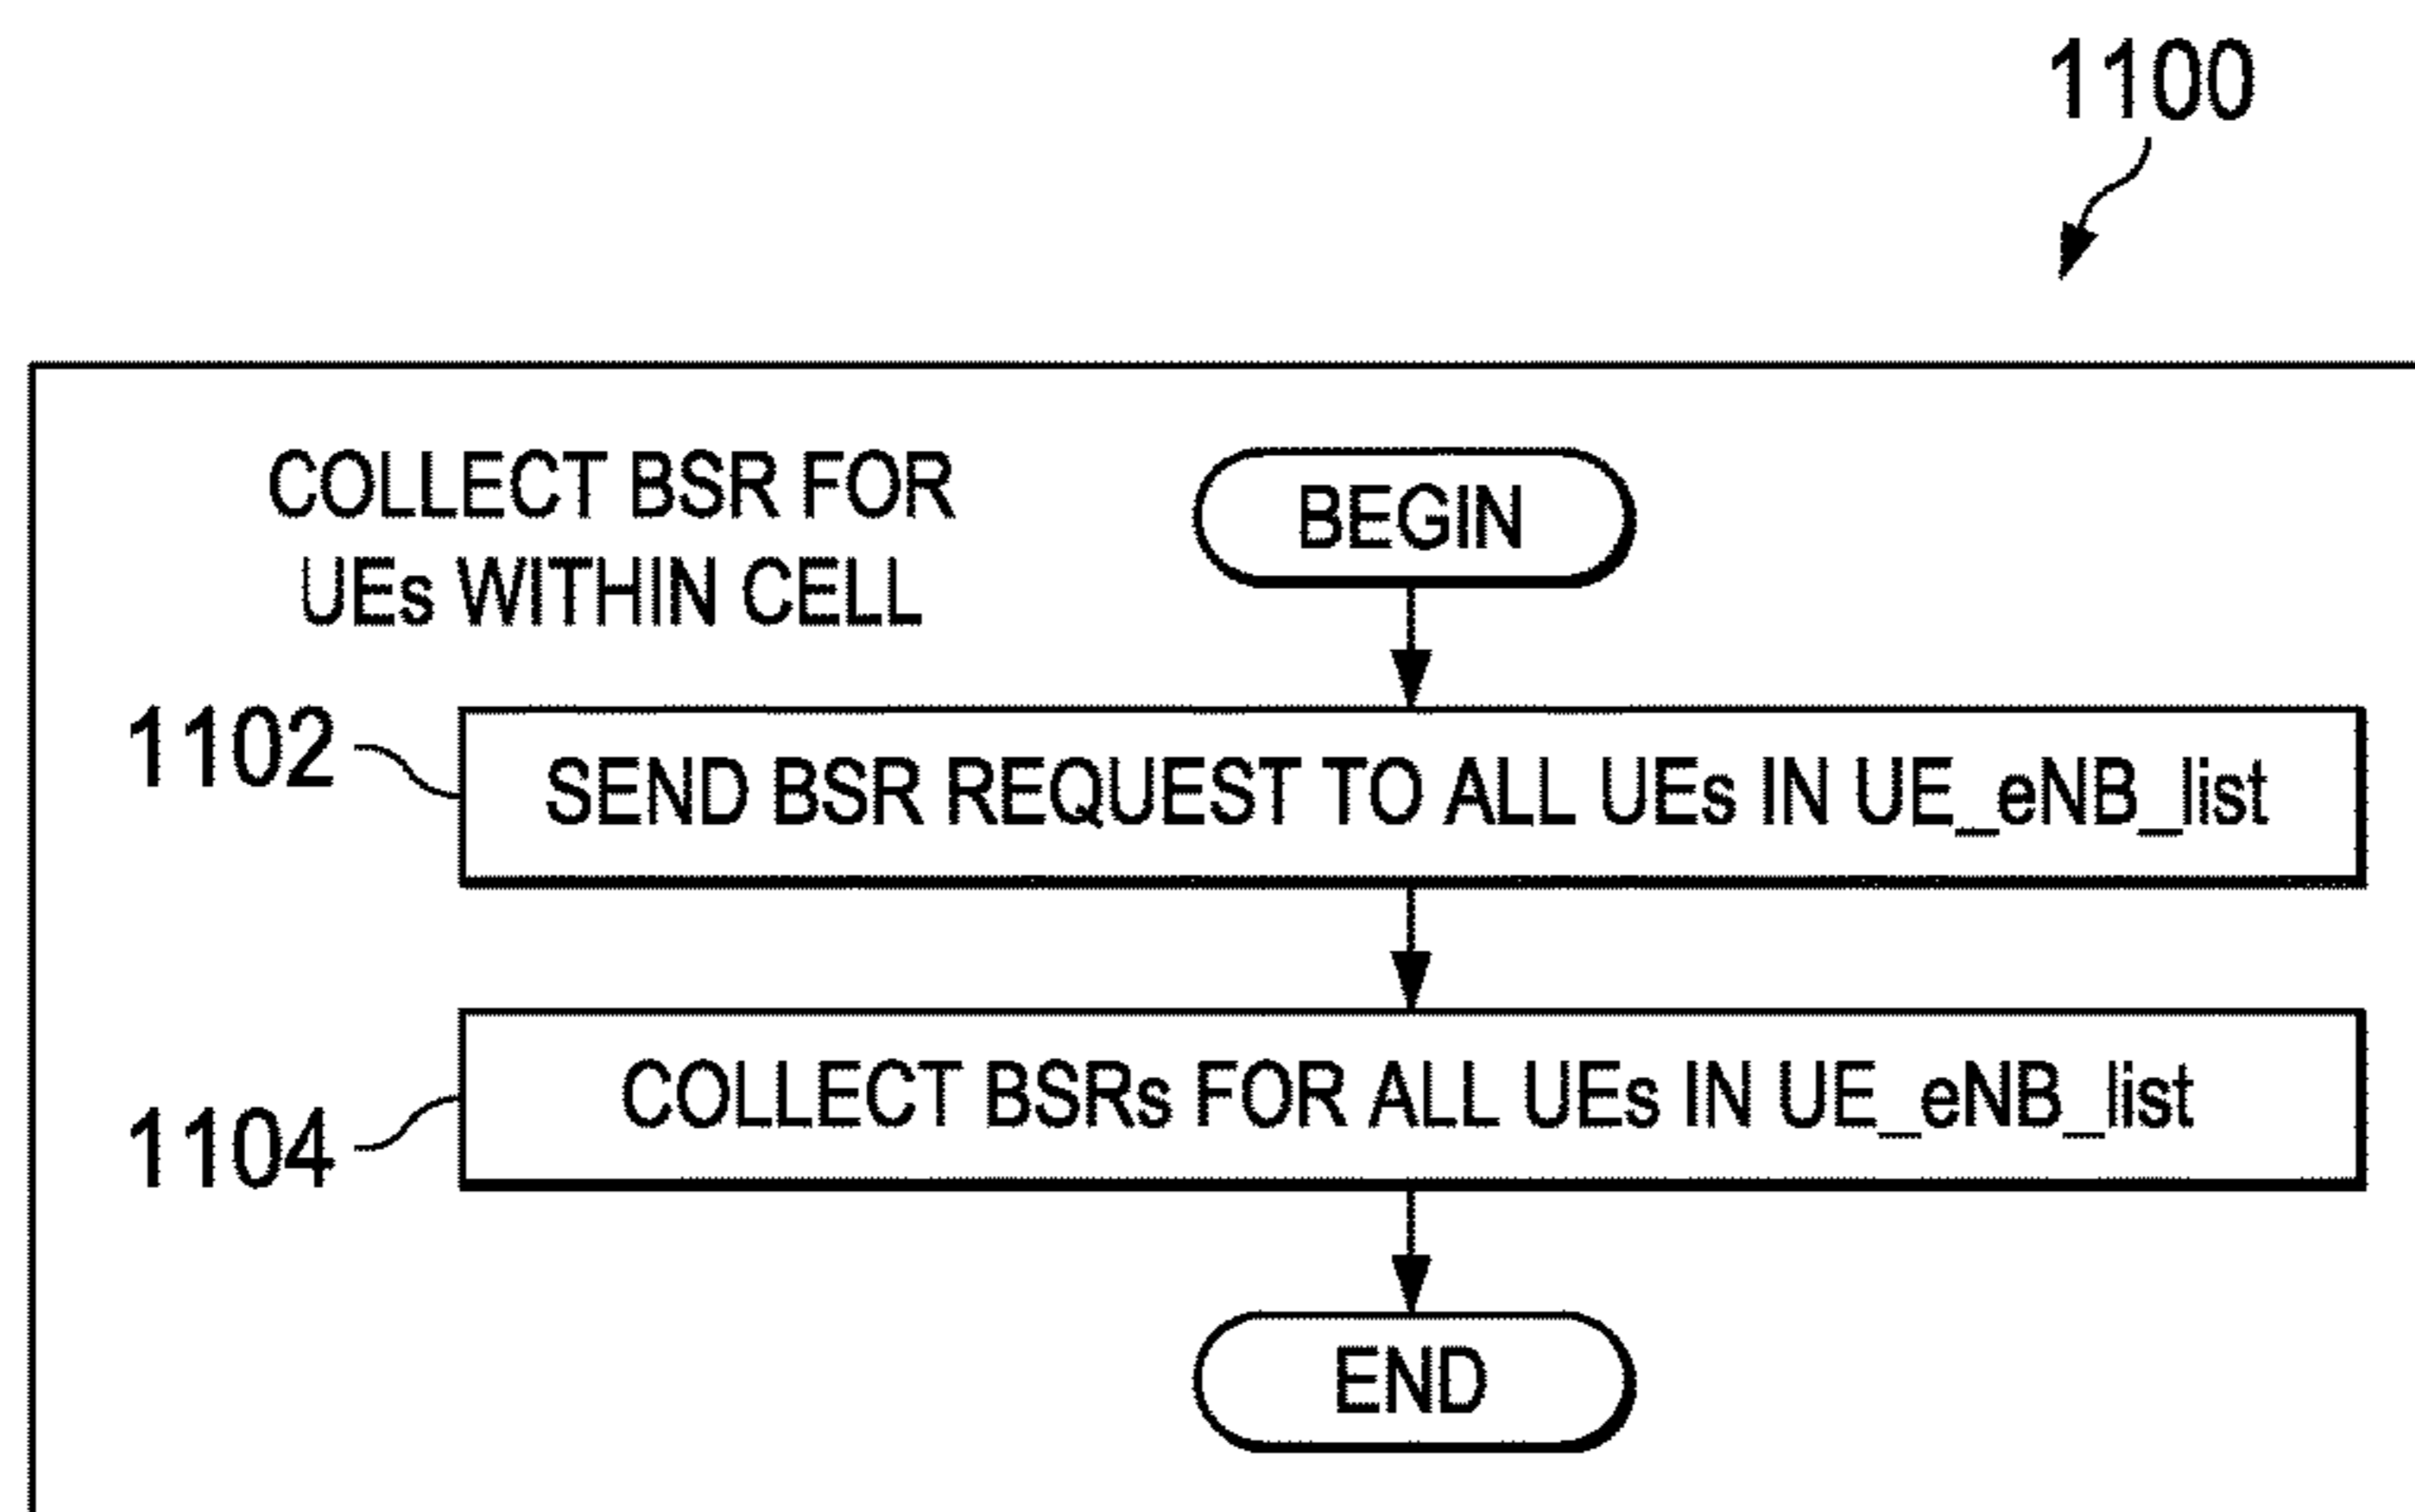 1100
COLLECT BSR FOR
UEs WITHIN CELL
BEGIN
1102
SEND BSR REQUEST TO ALL UEs IN UE_eNB_list
1104
COLLECT BSRs FOR ALL UEs IN UE_eNB_list
END